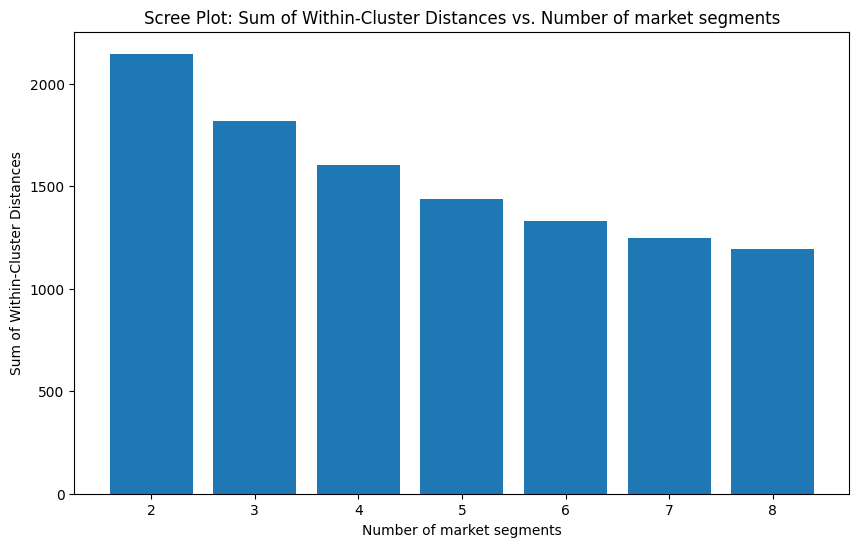 Scree Plot: Sum of Within-Cluster Distances vs. Number of market segments
Sum of Within-Cluster Distances
2000
1500
1000
500
0
2 3 4 5 6 7 8
Number of market segments